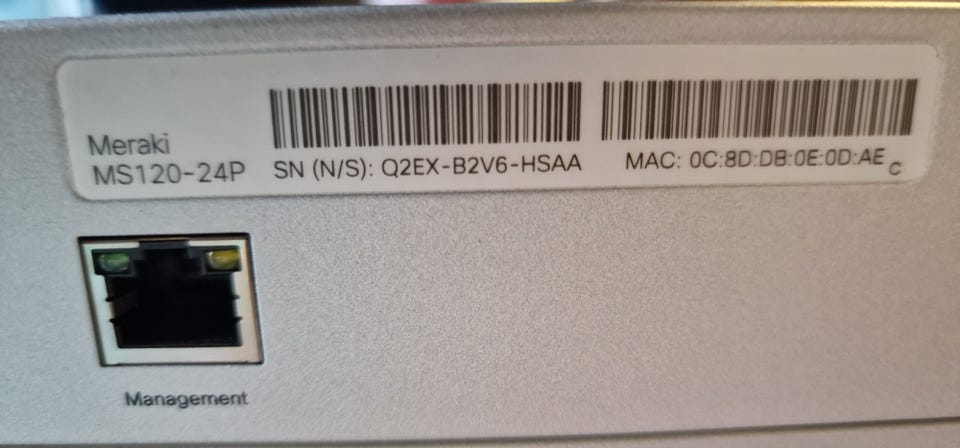 Meraki
MS120-24P
SN (N/S): Q2EX-B2V6-HSAA
MAC: 0C:8D:DB:0E:0D:AE
C
Management